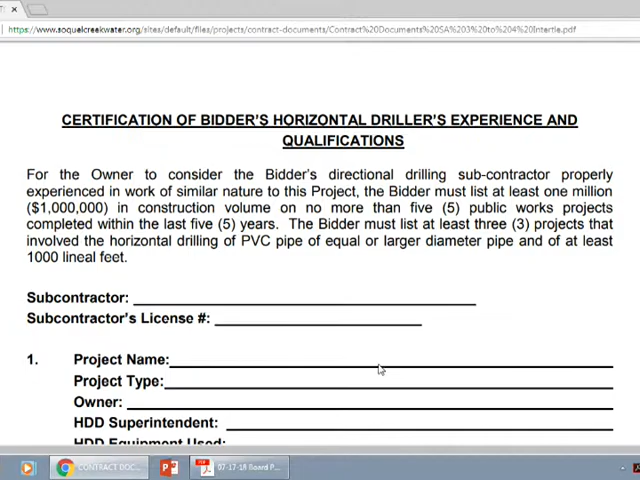 https://www.soquelcreekwater.org/sites/default/files/projects/contract-documents/Contract%20Documents%20SA%203%20to%204%20Intertie.pdf
CERTIFICATION OF BIDDER'S HORIZONTAL DRILLER'S EXPERIENCE AND
QUALIFICATIONS
For the Owner to consider the Bidder's directional drilling sub-contractor properly
experienced in work of similar nature to this Project, the Bidder must list at least one million
($1,000,000) in construction volume on no more than five (5) public works projects
completed within the last five (5) years. The Bidder must list at least three (3) projects that
involved the horizontal drilling of PVC pipe of equal or larger diameter pipe and of at least
1000 lineal feet.
Subcontractor:
Subcontractor's License #:
1. Project Name:
Project Type:
Owner:
HDD Superintendent:
HDD Equipment Used:
CONTRACT DOC...
07-17-18 Board P...